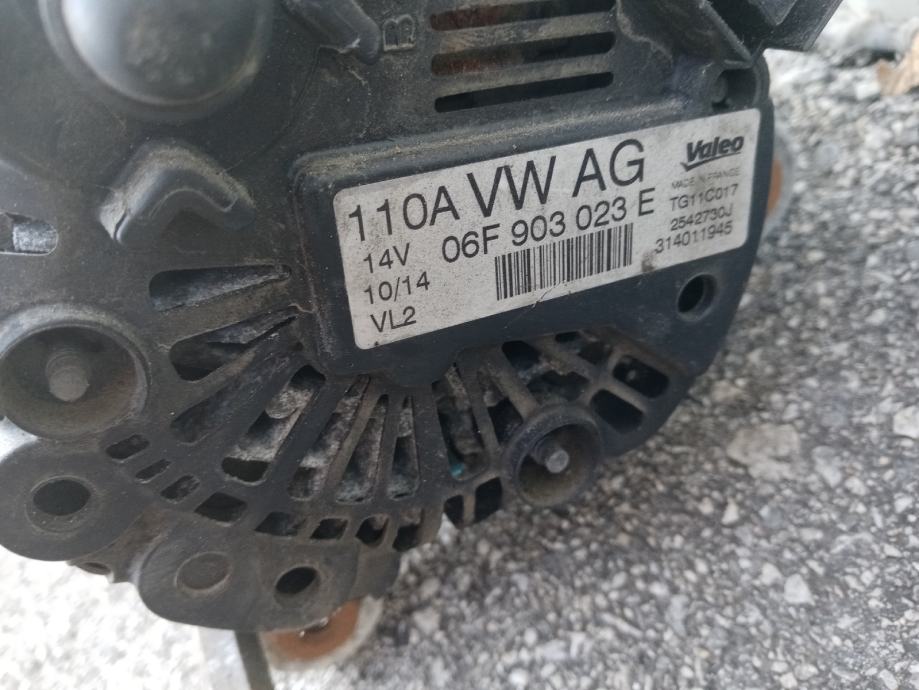 B
110A VW AG
14V 06F 903 023 E
10/14
VL2
Valeo
MADE IN FRANCE
TG11C017
2542730J
314011945